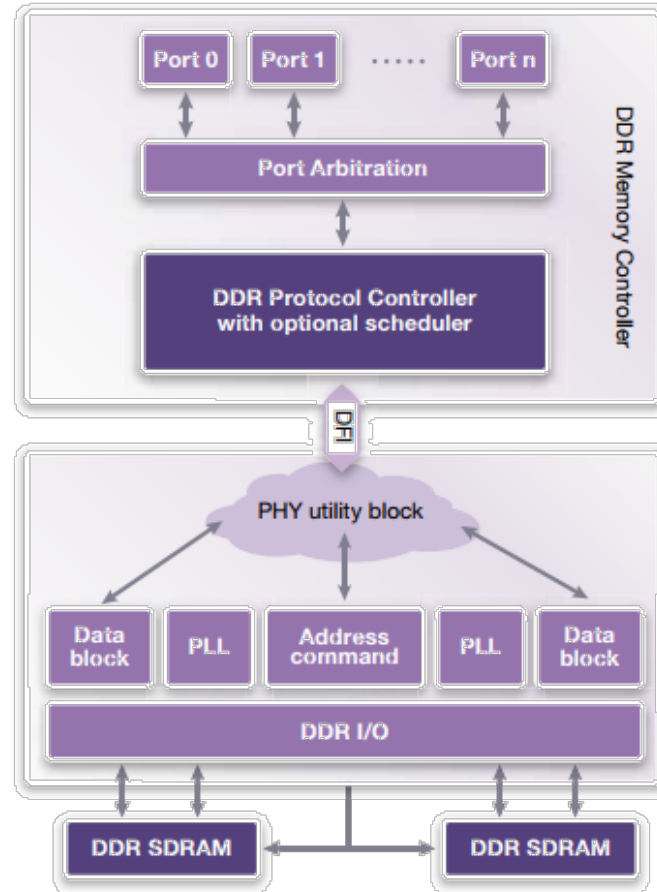 Port 0
Port 1
.....
Port n
Port Arbitration
DDR Protocol Controller
with optional scheduler
DDR Memory Controller
DFI
PHY utility block
Data
block
PLL
Address
command
PLL
Data
block
DDR I/O
DDR SDRAM
DDR SDRAM